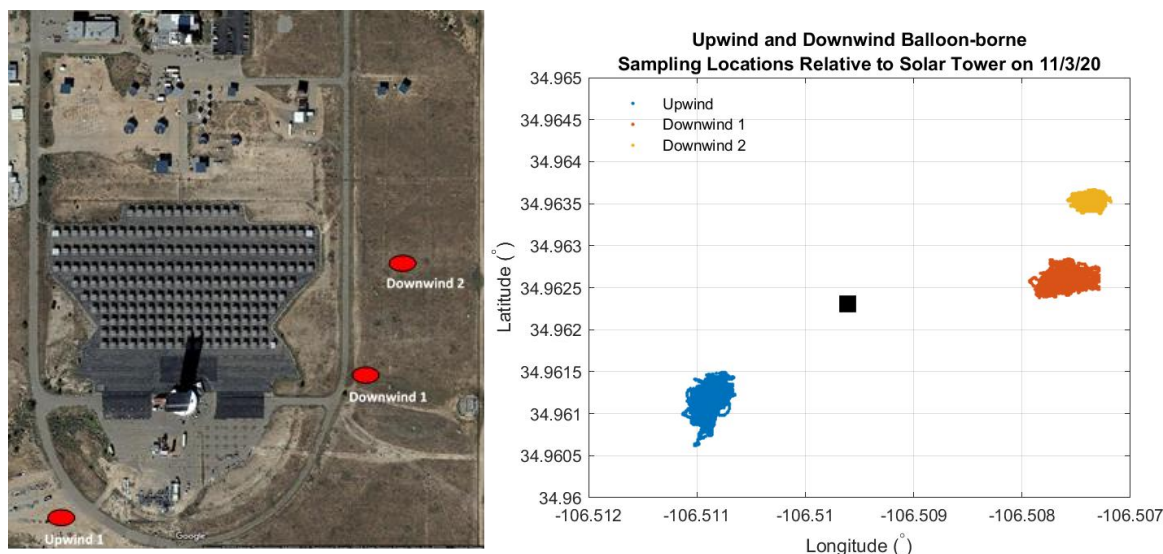 Downwind 2
Downwind 1
Upwind 1
Google
Upwind and Downwind Balloon-borne
Sampling Locations Relative to Solar Tower on 11/3/20
Upwind
Downwind 1
Downwind 2
34.965
34.9645
34.964
34.9635
34.963
34.9625
34.962
34.9615
34.961
34.9605
34.96
Latitude (°)
-106.512
-106.511
-106.51
-106.509
-106.508
-106.507
Longitude (°)